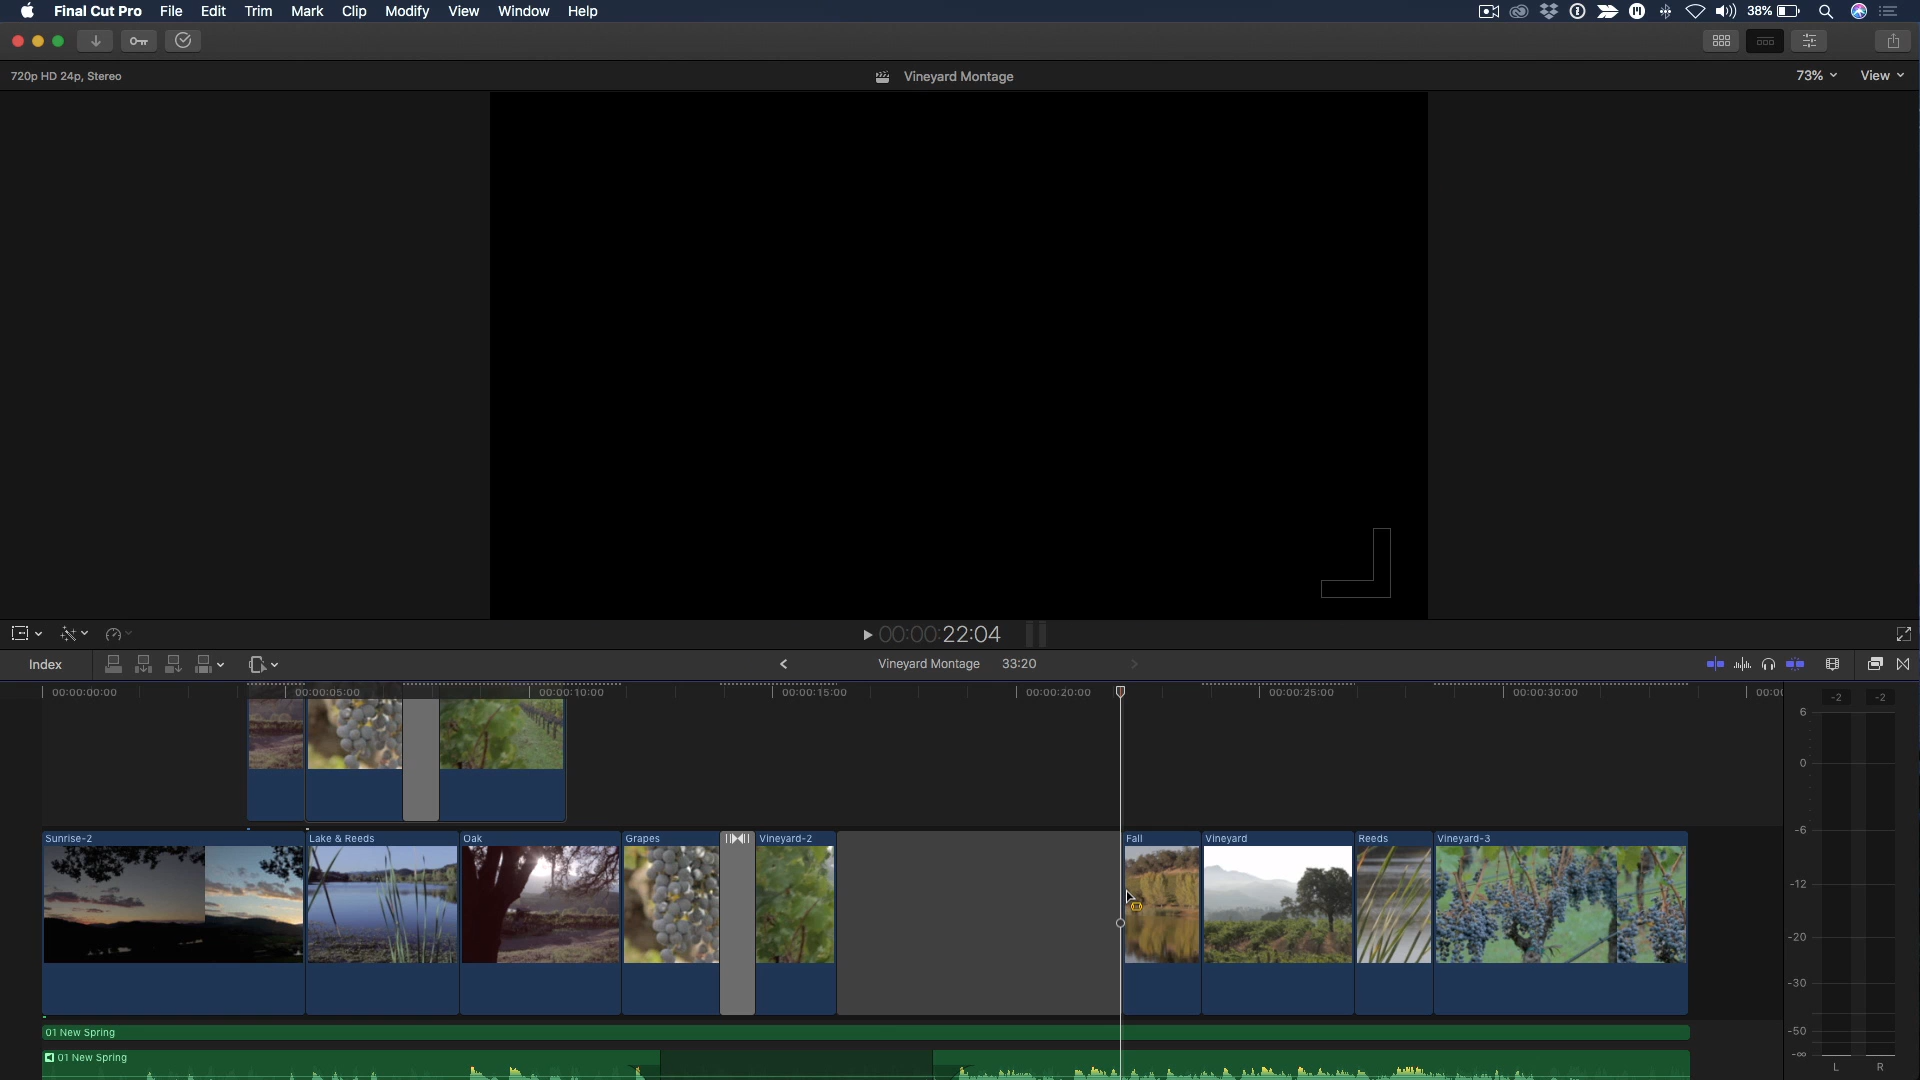 Final Cut Pro File Edit Trim Mark Clip Modify View Window Help 38%
720p HD 24p, Stereo Vineyard Montage 73% View
00:00:00:22:04
Index Vineyard Montage 33:20
00:00:00:00 00:00:05:00 00:00:10:00 00:00:15:00 00:00:20:00 00:00:25:00 00:00:30:00 00:00
-2 -2
6
0
-6
Sunrise-2 Lake & Reeds Oak Grapes Vineyard-2 Fall Vineyard Reeds Vineyard-3
-12
-20
-30
01 New Spring
-50
01 New Spring
-∞
L R